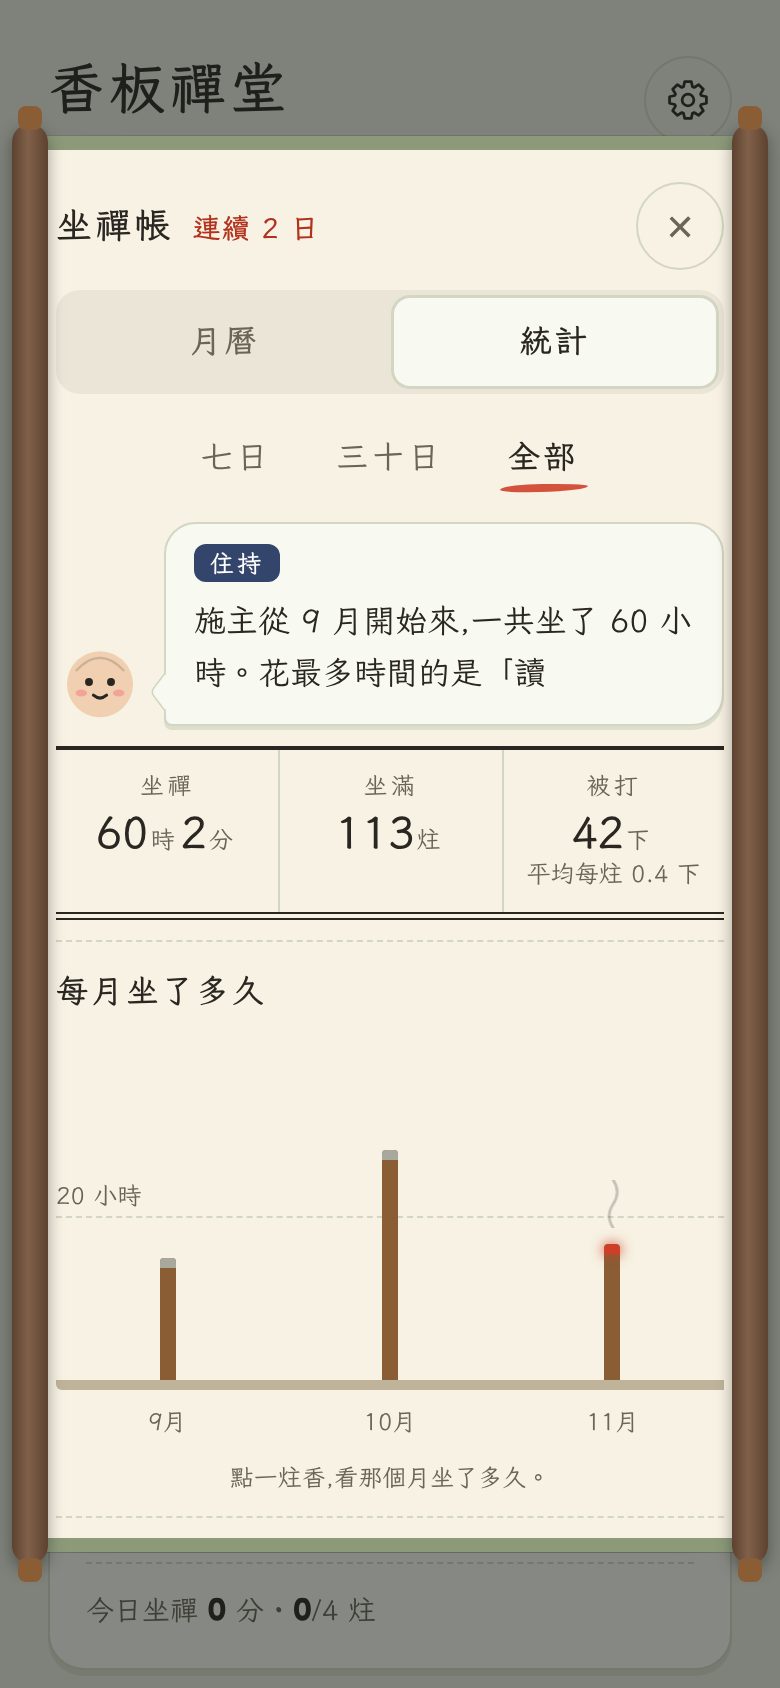 香板禪堂
坐禪帳 連續 2 日
月曆 統計
七日 三十日 全部
住持
施主從 9 月開始來,一共坐了 60 小
時。花最多時間的是「讀
坐禪 坐滿 被打
60時2分 113炷 42下
平均每炷 0.4 下
每月坐了多久
20 小時
9月 10月 11月
點一炷香,看那個月坐了多久。
今日坐禪 0 分・0/4 炷